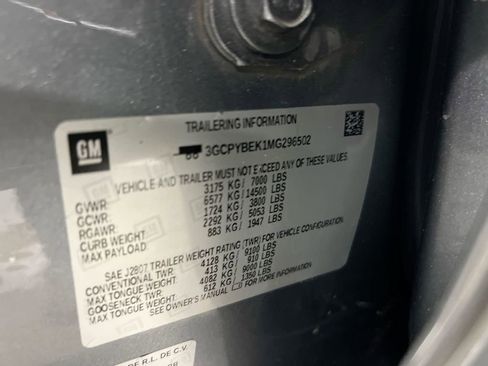 TRAILERING INFORMATION
GM
3GCPYBEK1MG296502
VEHICLE AND TRAILER MUST NOT EXCEED ANY OF THESE VALUES
GVWR: 3175 KG/ 7000 LBS
GCWR: 6577 KG/14500 LBS
RGAWR: 1724 KG/ 3800 LBS
CURB WEIGHT: 2292 KG/ 5053 LBS
MAX PAYLOAD: 883 KG/ 1947 LBS
SAE J2807 TRAILER WEIGHT RATING (TWR) FOR VEHICLE CONFIGURATION
CONVENTIONAL TWR: 4128 KG/ 9100 LBS
MAX TONGUE WEIGHT: 413 KG/ 910 LBS
GOOSENECK TWR: 4082 KG/ 9000 LBS
MAX TONGUE WEIGHT: 612 KG/ 1350 LBS
SEE OWNER'S MANUAL FOR MORE INFORMATION
DE R.L. DE C.V.